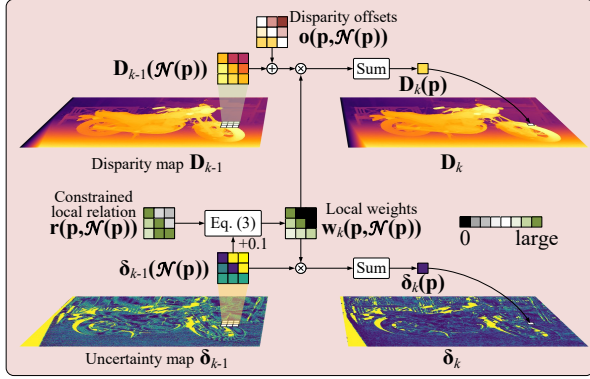 Disparity offsets
o(p,𝒩(p))
D_{k-1}(𝒩(p))
+
×
Sum
D_k(p)
Disparity map D_{k-1}
D_k
Constrained
local relation
r(p,𝒩(p))
Eq. (3)
+0.1
Local weights
w_k(p,𝒩(p))
0
large
δ_{k-1}(𝒩(p))
×
Sum
δ_k(p)
Uncertainty map δ_{k-1}
δ_k